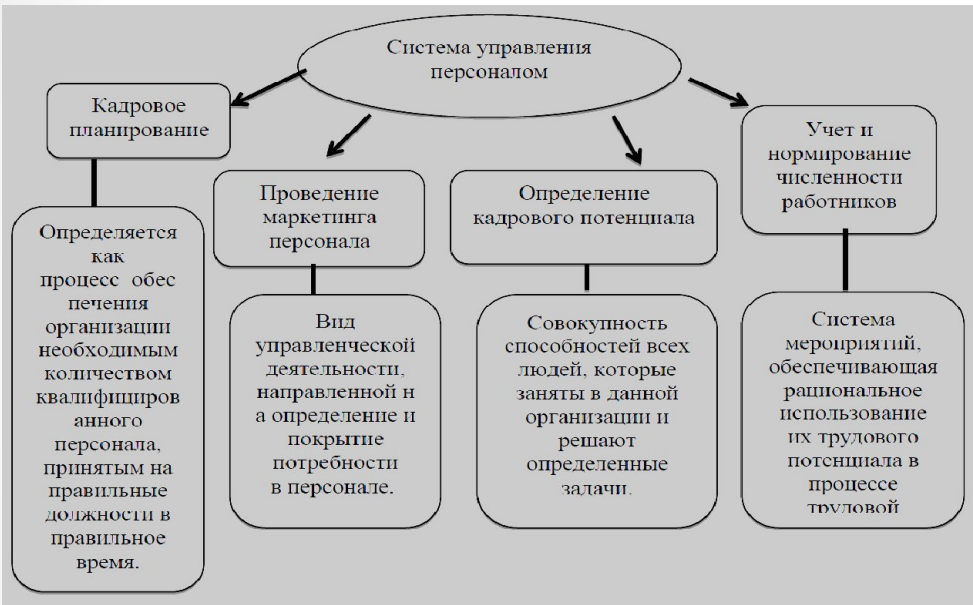 Система управления
персоналом
Кадровое
планирование
Определяется
как
процесс обес
печения
организации
необходимым
количеством
квалифициров
анного
персонала,
принятым на
правильные
должности в
правильное
время.
Проведение
маркетинга
персонала
Вид
управленческой
деятельности,
направленной н
а определение и
покрытие
потребности
в персонале.
Определение
кадрового потенциала
Совокупность
способностей всех
людей, которые
заняты в данной
организации и
решают
определенные
задачи.
Учет и
нормирование
численности
работников
Система
мероприятий,
обеспечивающая
рациональное
использование
их трудового
потенциала в
процессе
трудовой